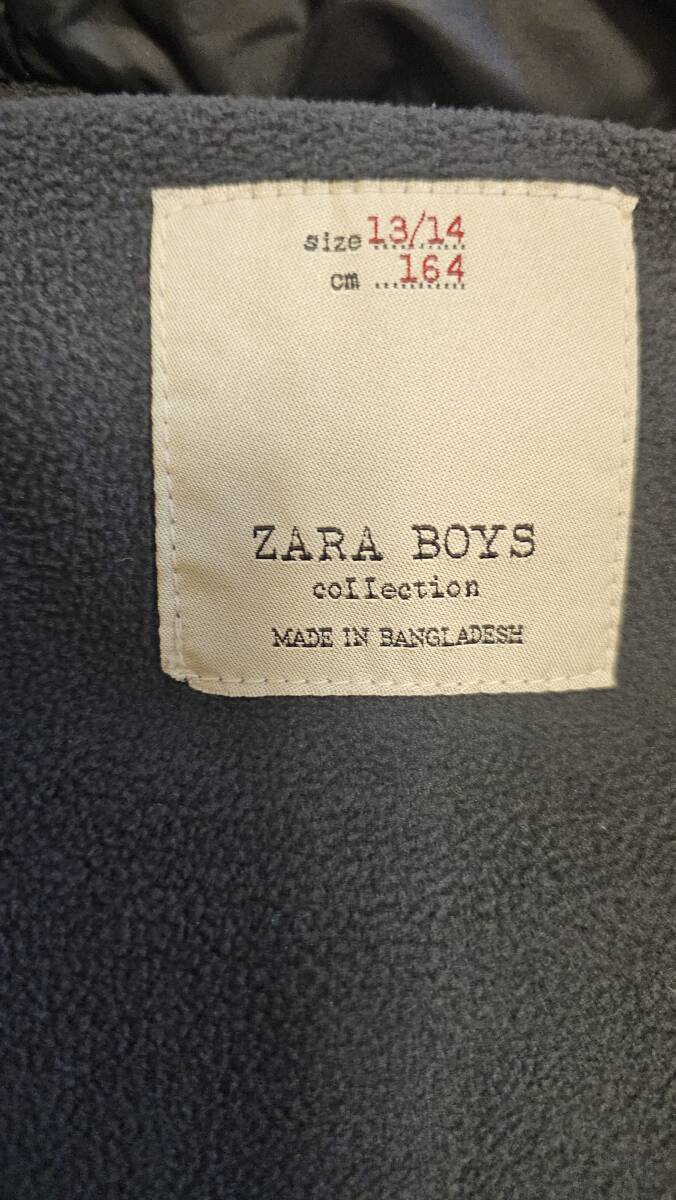 size 13/14
cm 164
ZARA BOYS
collection
MADE IN BANGLADESH